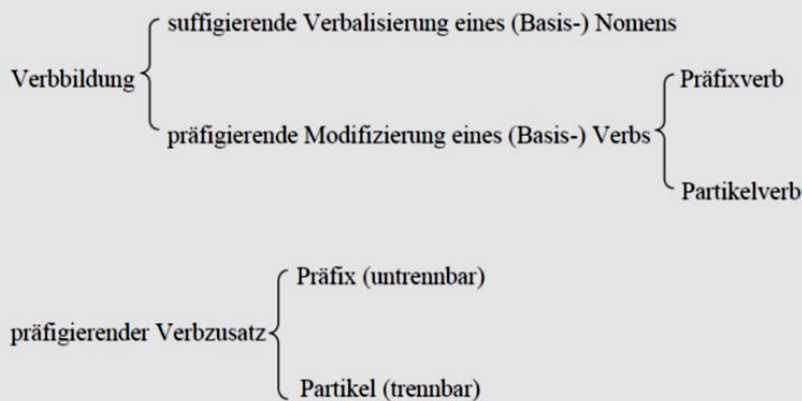 suffigierende Verbalisierung eines (Basis-) Nomens
Verbbildung
Präfixverb
präfigierende Modifizierung eines (Basis-) Verbs
Partikelverb
Präfix (untrennbar)
präfigierender Verbzusatz
Partikel (trennbar)